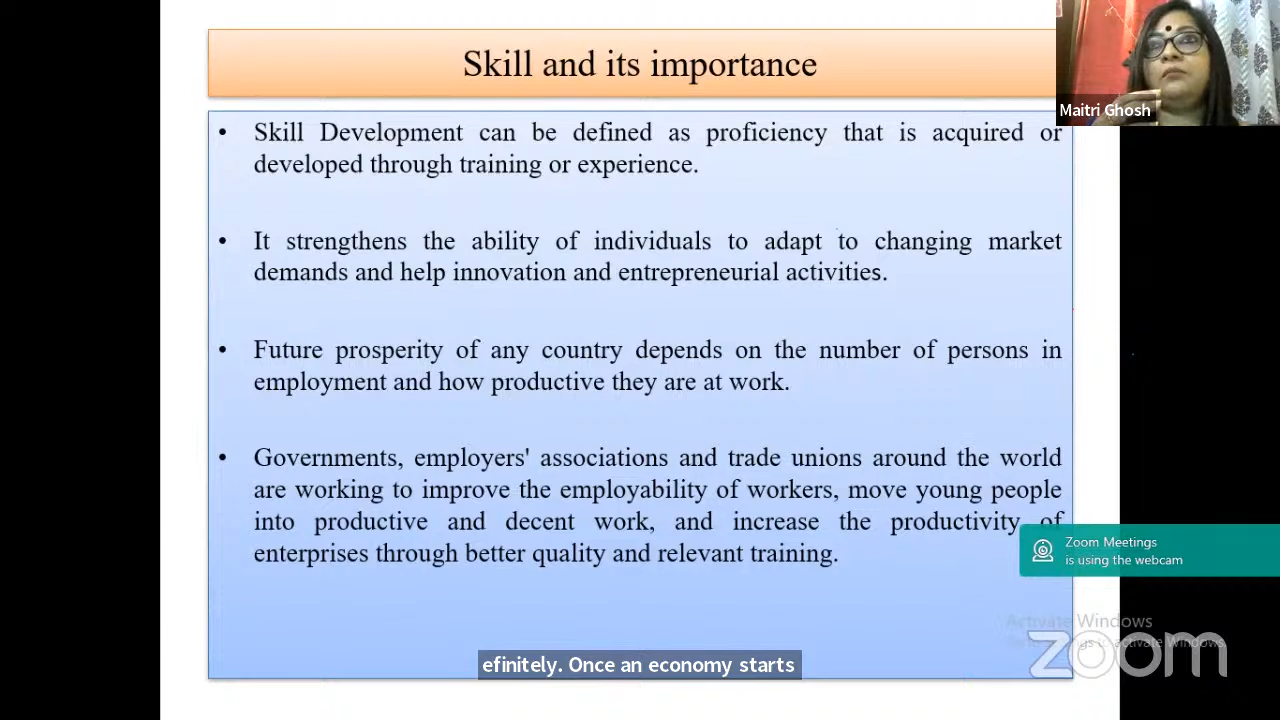 Skill and its importance
Maitri Ghosh
• Skill Development can be defined as proficiency that is acquired or
developed through training or experience.
• It strengthens the ability of individuals to adapt to changing market
demands and help innovation and entrepreneurial activities.
• Future prosperity of any country depends on the number of persons in
employment and how productive they are at work.
• Governments, employers' associations and trade unions around the world
are working to improve the employability of workers, move young people
into productive and decent work, and increase the productivity of
enterprises through better quality and relevant training.
Zoom Meetings
is using the webcam
Activate Windows
to activate Windows.
zoom
efinitely. Once an economy starts